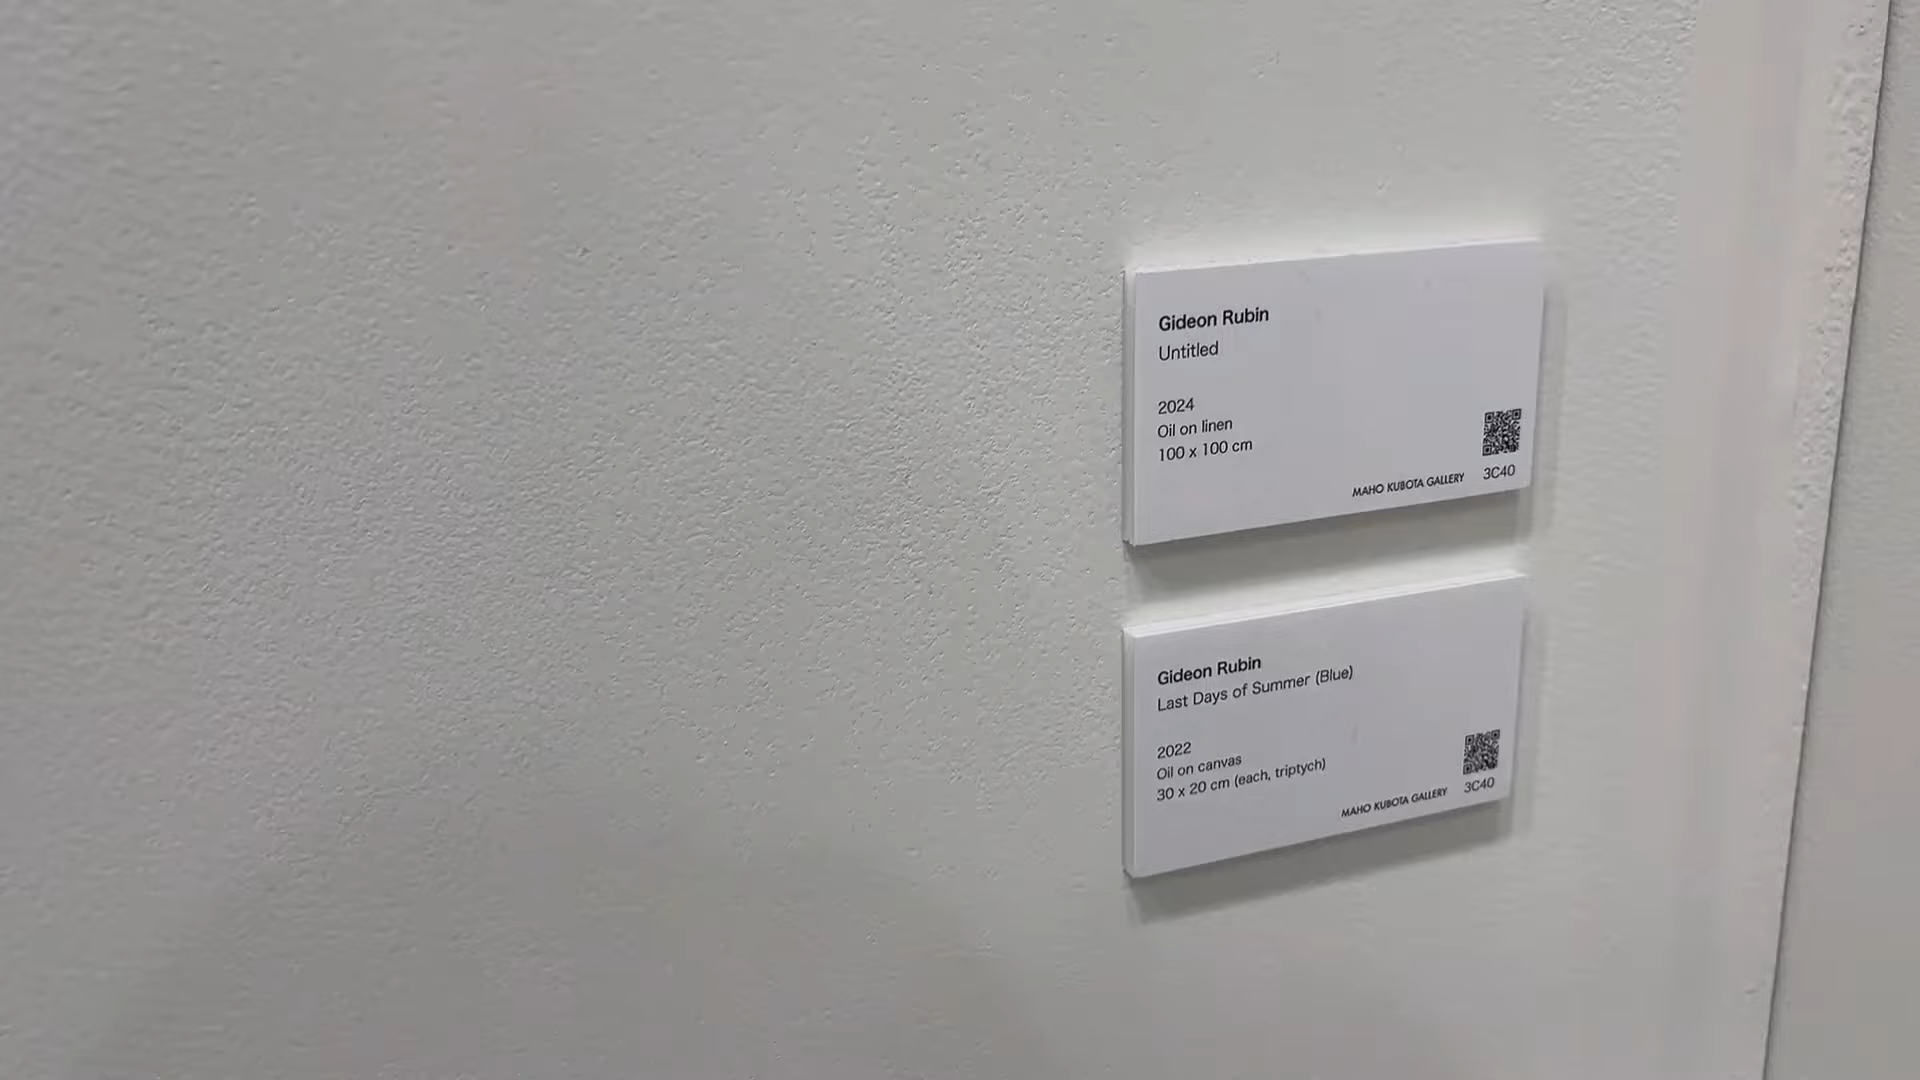 Gideon Rubin
Untitled
2024
Oil on linen
100 x 100 cm
MAHO KUBOTA GALLERY 3C40
Gideon Rubin
Last Days of Summer (Blue)
2022
Oil on canvas
30 x 20 cm (each, triptych)
MAHO KUBOTA GALLERY 3C40